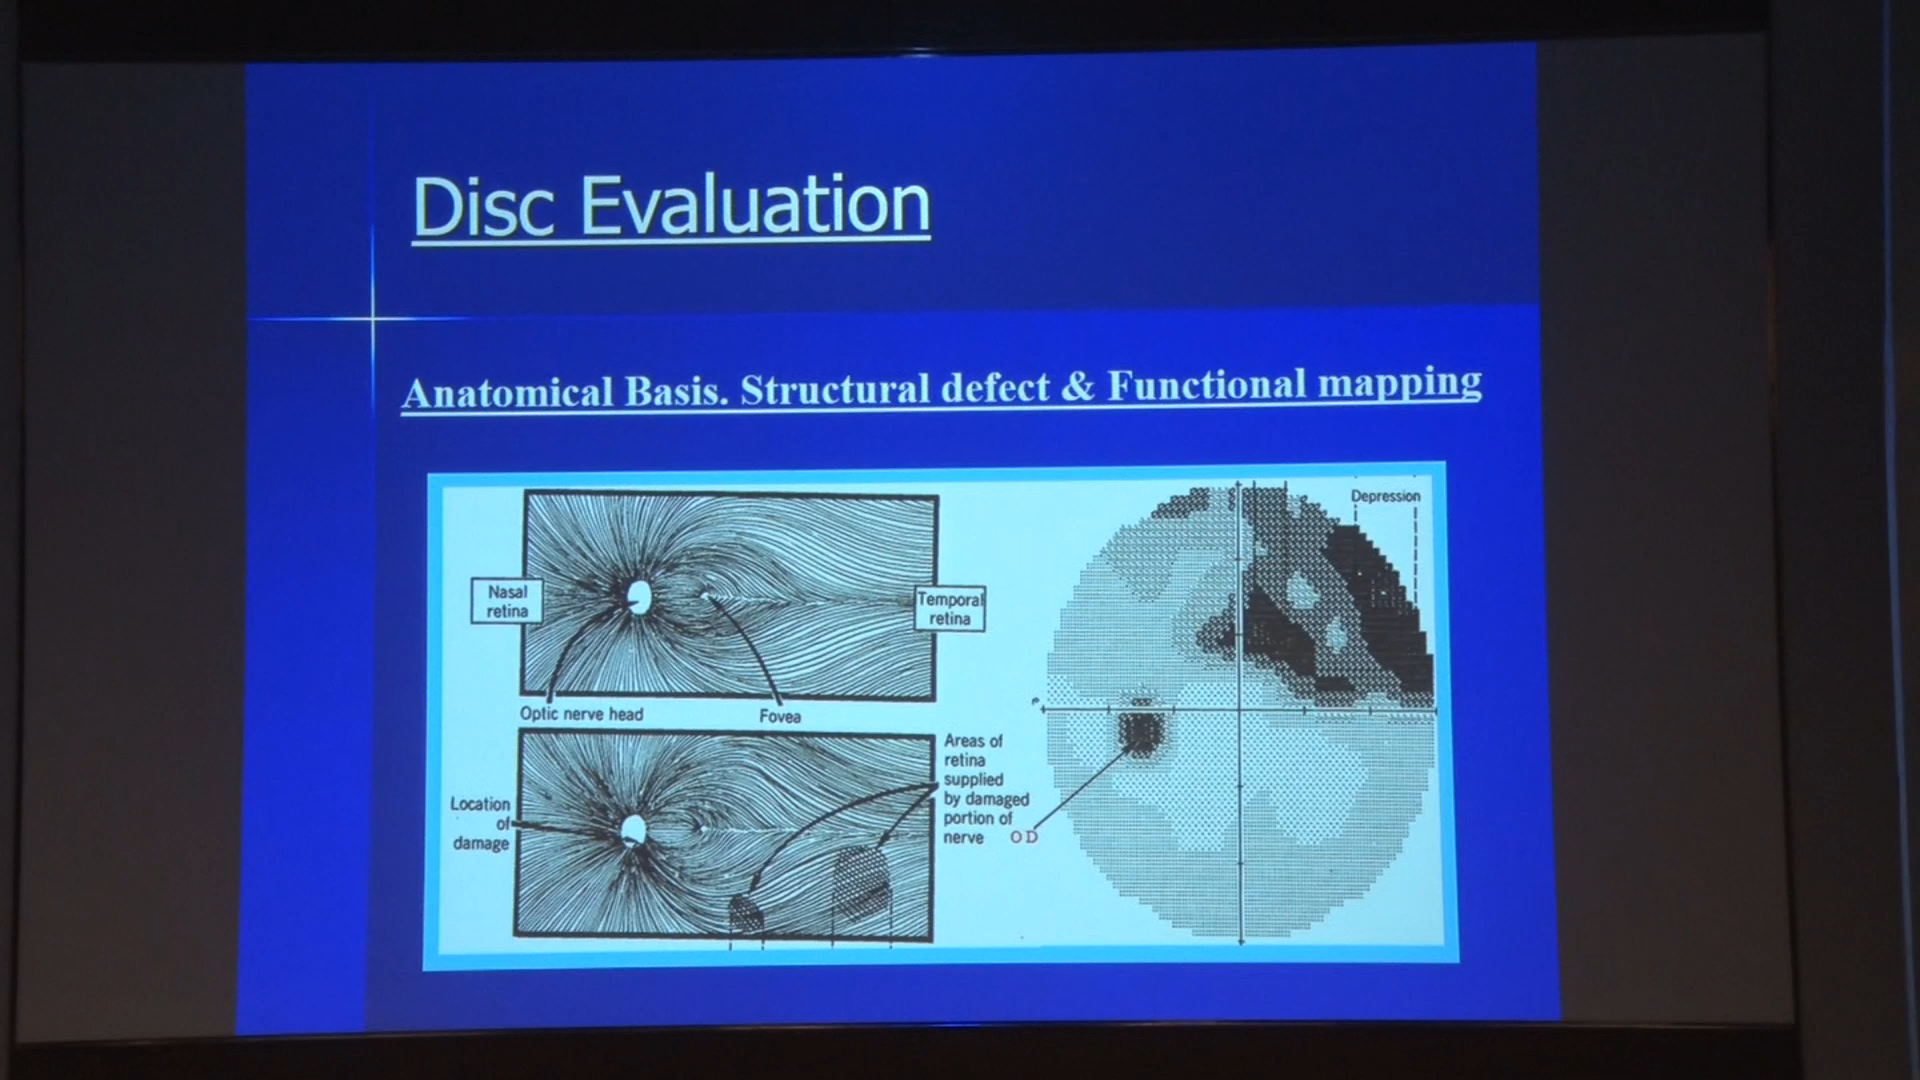 Disc Evaluation
Anatomical Basis. Structural defect & Functional mapping
Depression
Nasal
retina
Temporal
retina
Optic nerve head
Fovea
Location
of
damage
Areas of
retina
supplied
by damaged
portion of
nerve
OD